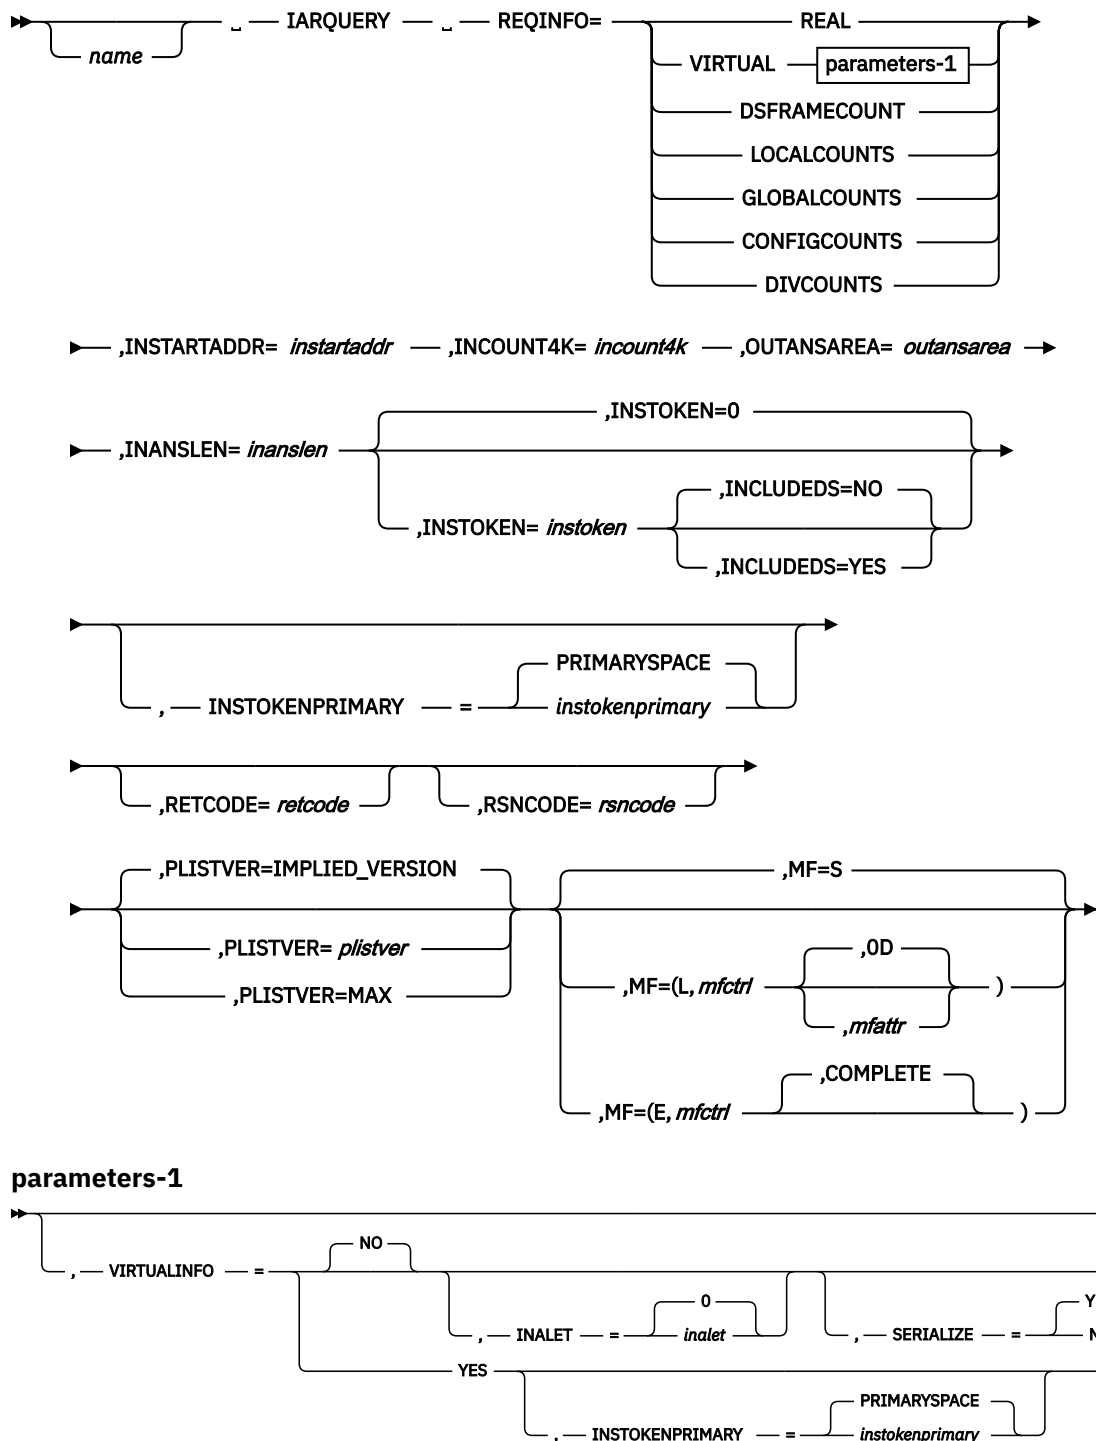 ␣ IARQUERY ␣ REQINFO= REAL
name
VIRTUAL parameters-1
DSFRAMECOUNT
LOCALCOUNTS
GLOBALCOUNTS
CONFIGCOUNTS
DIVCOUNTS
,INSTARTADDR= instartaddr ,INCOUNT4K= incount4k ,OUTANSAREA= outansarea
,INSTOKEN=0
,INANSLEN= inanslen
,INCLUDEDS=NO
,INSTOKEN= instoken
,INCLUDEDS=YES
PRIMARYSPACE
, INSTOKENPRIMARY = instokenprimary
,RETCODE= retcode ,RSNCODE= rsncode
,PLISTVER=IMPLIED_VERSION ,MF=S
,PLISTVER= plistver ,0D
,MF=(L, mfctrl )
,PLISTVER=MAX
,mfattr
,COMPLETE
,MF=(E, mfctrl )
parameters-1
NO
, VIRTUALINFO =
0 Y
, INALET = inalet , SERIALIZE = N
YES
PRIMARYSPACE
, INSTOKENPRIMARY = instokenprimary